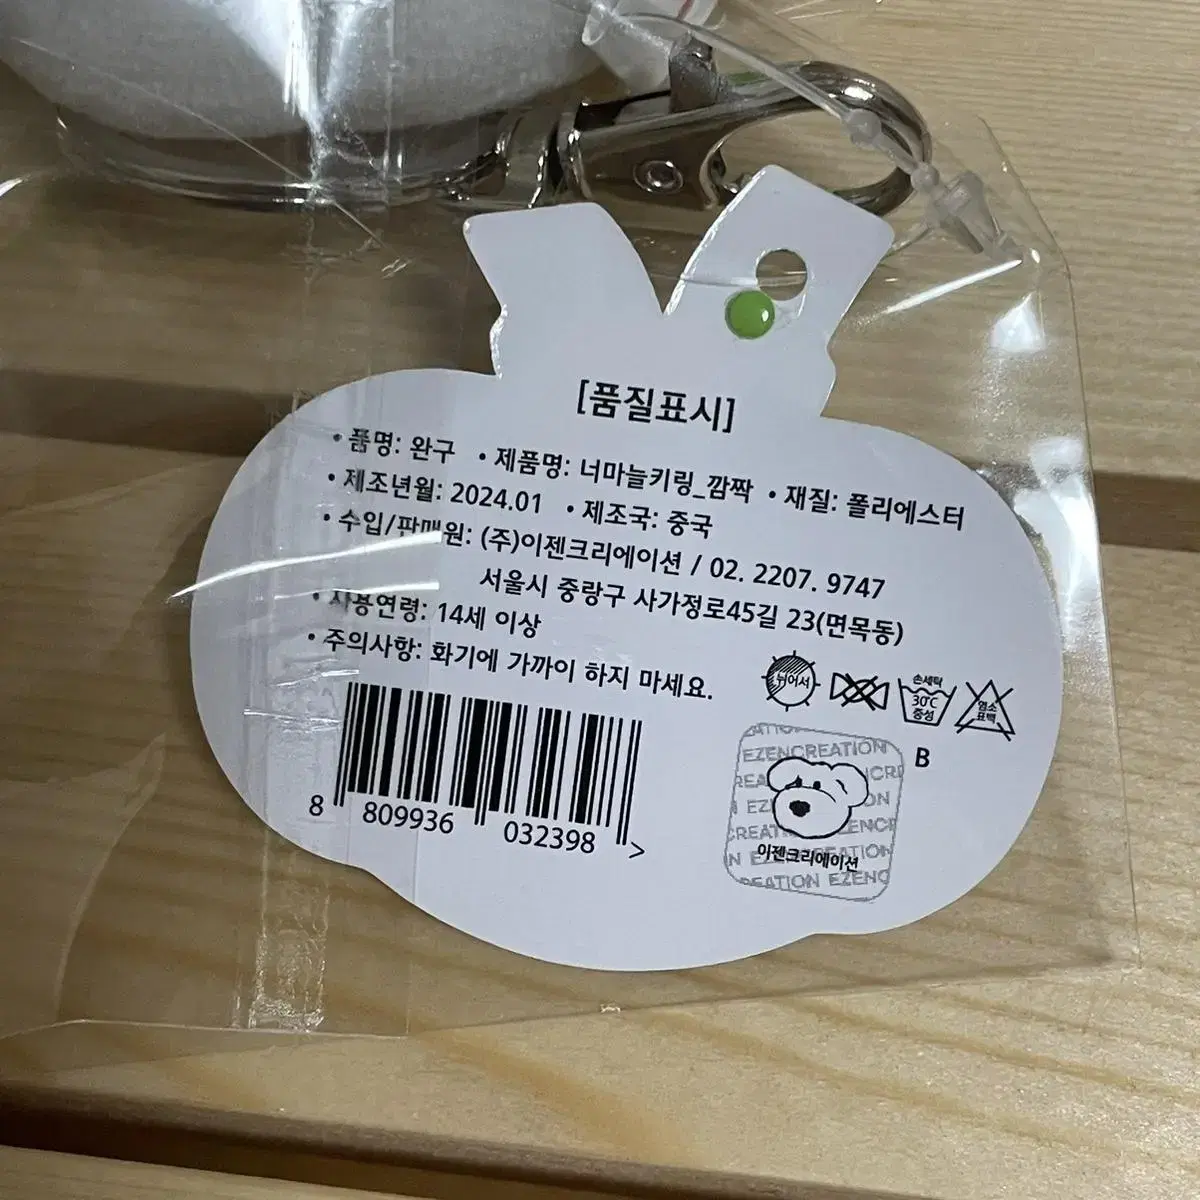 [품질표시]
• 품명: 완구 • 제품명: 너마늘키링_깜짝 • 재질: 폴리에스터
• 제조년월: 2024.01 • 제조국: 중국
• 수입/판매원: (주)이젠크리에이션 / 02. 2207. 9747
서울시 중랑구 사가정로45길 23(면목동)
• 사용연령: 14세 이상
• 주의사항: 화기에 가까이 하지 마세요.
뉘어서
손세탁
30℃
중성
염소
표백
B
8 809936 032398 >
EZENCREATION
이젠크리에이션
EATION EZENC